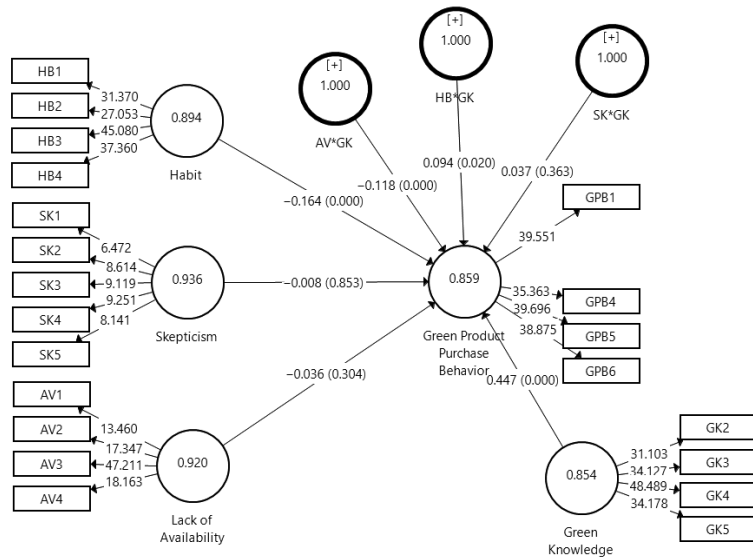 [+]
1.000
HB*GK
[+]
1.000
AV*GK
[+]
1.000
SK*GK
HB1
HB2
HB3
HB4
31.370
27.053
45.080
37.360
0.894
Habit
−0.164 (0.000)
−0.118 (0.000)
0.094 (0.020)
0.037 (0.363)
SK1
SK2
SK3
SK4
SK5
6.472
8.614
9.119
9.251
8.141
0.936
Skepticism
−0.008 (0.853)
0.859
Green Product
Purchase
Behavior
39.551
35.363
39.696
38.875
GPB1
GPB4
GPB5
GPB6
AV1
AV2
AV3
AV4
13.460
17.347
47.211
18.163
0.920
Lack of
Availability
−0.036 (0.304)
0.447 (0.000)
0.854
Green
Knowledge
31.103
34.127
48.489
34.178
GK2
GK3
GK4
GK5